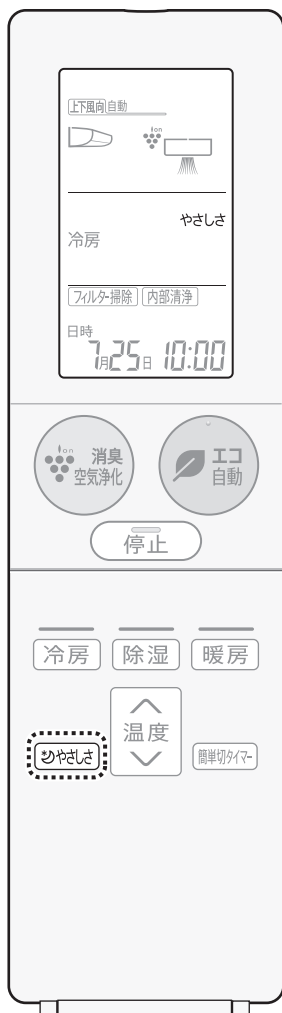 上下風向 自動
ion
やさしさ
冷房
フィルター掃除 内部清浄
日時
7月25日 10:00
ion 消臭
空気浄化
エコ
自動
停止
冷房 除湿 暖房
温度
やさしさ
簡単切タイマー